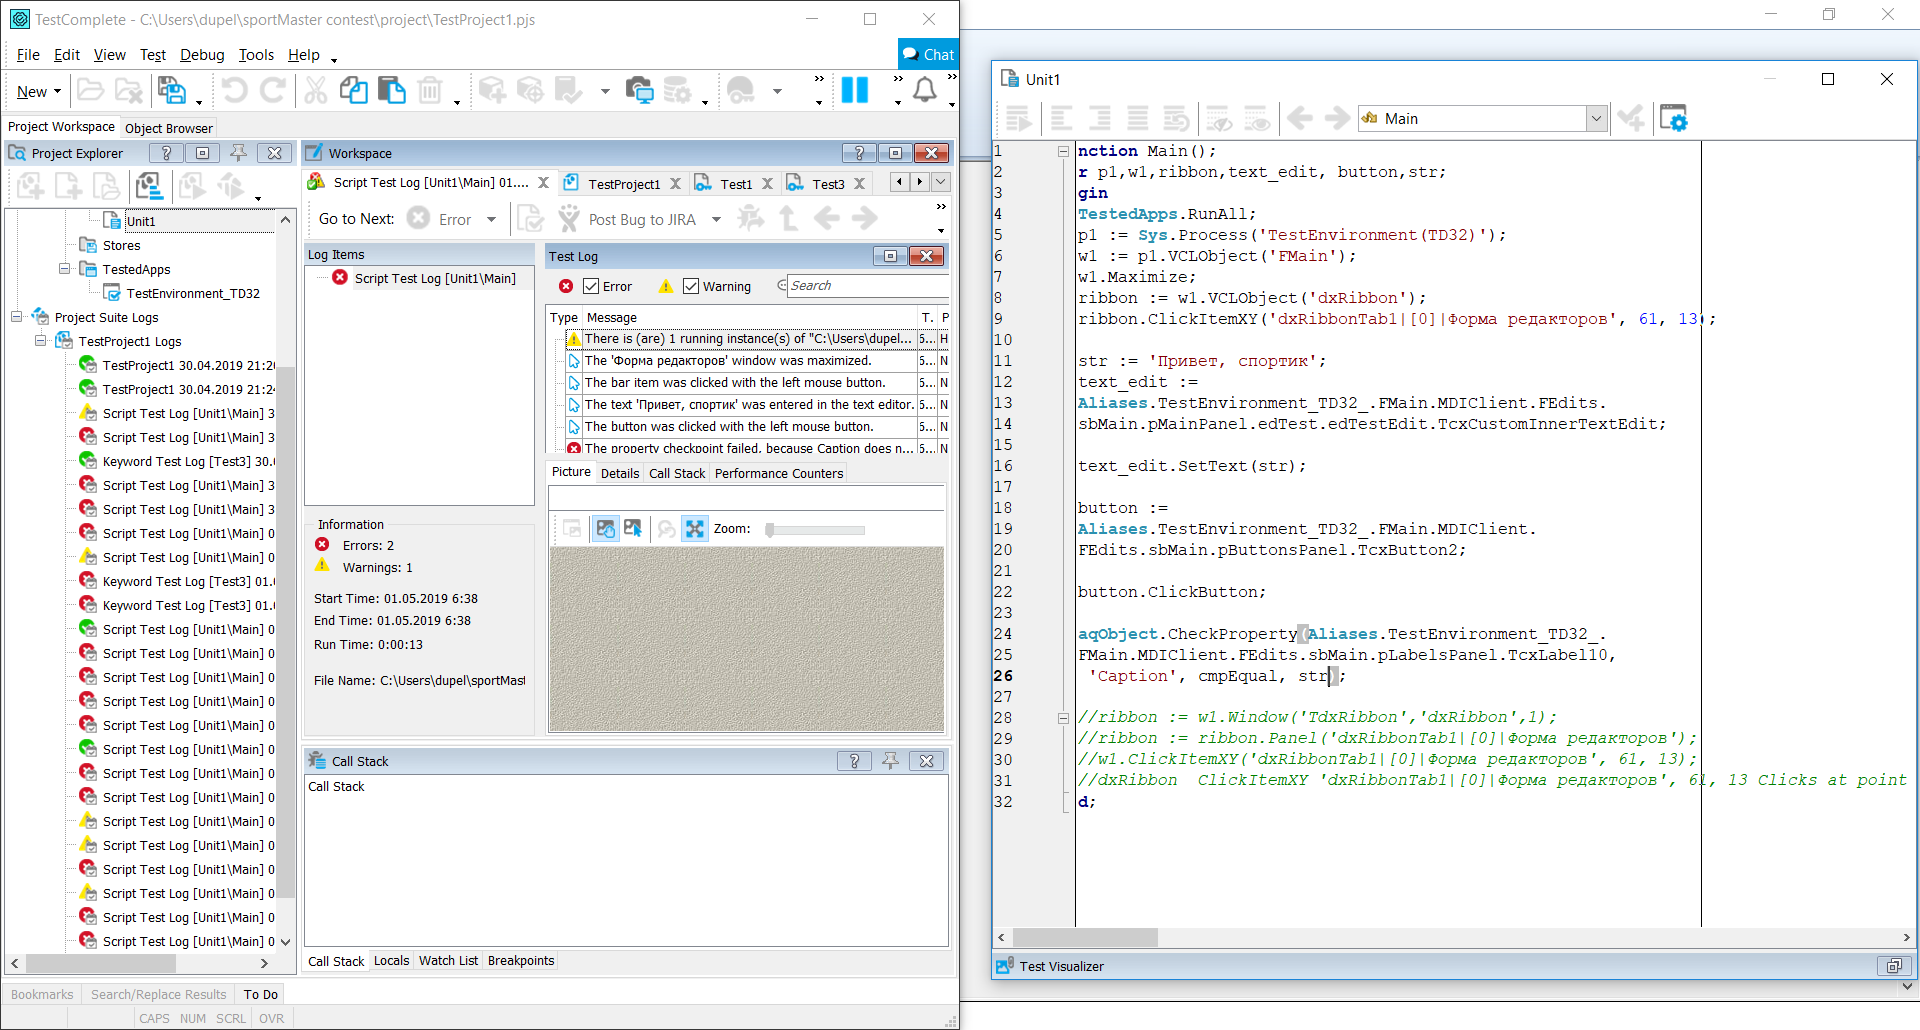 TestComplete - C:\Users\dupel\sportMaster contest\project\TestProject1.pjs
File Edit View Test Debug Tools Help
Chat
New
Project Workspace Object Browser
Project Explorer
Unit1
Stores
TestedApps
TestEnvironment_TD32
Project Suite Logs
TestProject1 Logs
TestProject1 30.04.2019 21:20
TestProject1 30.04.2019 21:24
Script Test Log [Unit1\Main] 3
Script Test Log [Unit1\Main] 3
Keyword Test Log [Test3] 30.0
Script Test Log [Unit1\Main] 3
Script Test Log [Unit1\Main] 3
Script Test Log [Unit1\Main] 0
Script Test Log [Unit1\Main] 0
Keyword Test Log [Test3] 01.0
Keyword Test Log [Test3] 01.0
Script Test Log [Unit1\Main] 0
Script Test Log [Unit1\Main] 0
Script Test Log [Unit1\Main] 0
Script Test Log [Unit1\Main] 0
Script Test Log [Unit1\Main] 0
Script Test Log [Unit1\Main] 0
Script Test Log [Unit1\Main] 0
Script Test Log [Unit1\Main] 0
Script Test Log [Unit1\Main] 0
Script Test Log [Unit1\Main] 0
Script Test Log [Unit1\Main] 0
Script Test Log [Unit1\Main] 0
Script Test Log [Unit1\Main] 0
Script Test Log [Unit1\Main] 0
Workspace
Script Test Log [Unit1\Main] 01.... TestProject1 Test1 Test3
Go to Next: Error Post Bug to JIRA
Log Items
Script Test Log [Unit1\Main]
Information
Errors: 2
Warnings: 1
Start Time: 01.05.2019 6:38
End Time: 01.05.2019 6:38
Run Time: 0:00:13
File Name: C:\Users\dupel\sportMast
Test Log
Error Warning Search
Type Message T. P
There is (are) 1 running instance(s) of "C:\Users\dupel... 6... H
The 'Форма редакторов' window was maximized. 6... N
The bar item was clicked with the left mouse button. 6... N
The text 'Привет, спортик' was entered in the text editor. 6... N
The button was clicked with the left mouse button. 6... N
The property checkpoint failed, because Caption does n... 6... N
Picture Details Call Stack Performance Counters
Zoom:
Call Stack
Call Stack
Call Stack Locals Watch List Breakpoints
Bookmarks Search/Replace Results To Do
CAPS NUM SCRL OVR
Unit1
Main
1 nction Main();
2 r p1,w1,ribbon,text_edit, button,str;
3 gin
4 TestedApps.RunAll;
5 p1 := Sys.Process('TestEnvironment(TD32)');
6 w1 := p1.VCLObject('FMain');
7 w1.Maximize;
8 ribbon := w1.VCLObject('dxRibbon');
9 ribbon.ClickItemXY('dxRibbonTab1|[0]|Форма редакторов', 61, 13);
10
11 str := 'Привет, спортик';
12 text_edit :=
13 Aliases.TestEnvironment_TD32_.FMain.MDIClient.FEdits.
14 sbMain.pMainPanel.edTest.edTestEdit.TcxCustomInnerTextEdit;
15
16 text_edit.SetText(str);
17
18 button :=
19 Aliases.TestEnvironment_TD32_.FMain.MDIClient.
20 FEdits.sbMain.pButtonsPanel.TcxButton2;
21
22 button.ClickButton;
23
24 aqObject.CheckProperty(Aliases.TestEnvironment_TD32_.
25 FMain.MDIClient.FEdits.sbMain.pLabelsPanel.TcxLabel10,
26 'Caption', cmpEqual, str);
27
28 //ribbon := w1.Window('TdxRibbon','dxRibbon',1);
29 //ribbon := ribbon.Panel('dxRibbonTab1|[0]|Форма редакторов');
30 //w1.ClickItemXY('dxRibbonTab1|[0]|Форма редакторов', 61, 13);
31 //dxRibbon ClickItemXY 'dxRibbonTab1|[0]|Форма редакторов', 61, 13 Clicks at point
32 d;
Test Visualizer